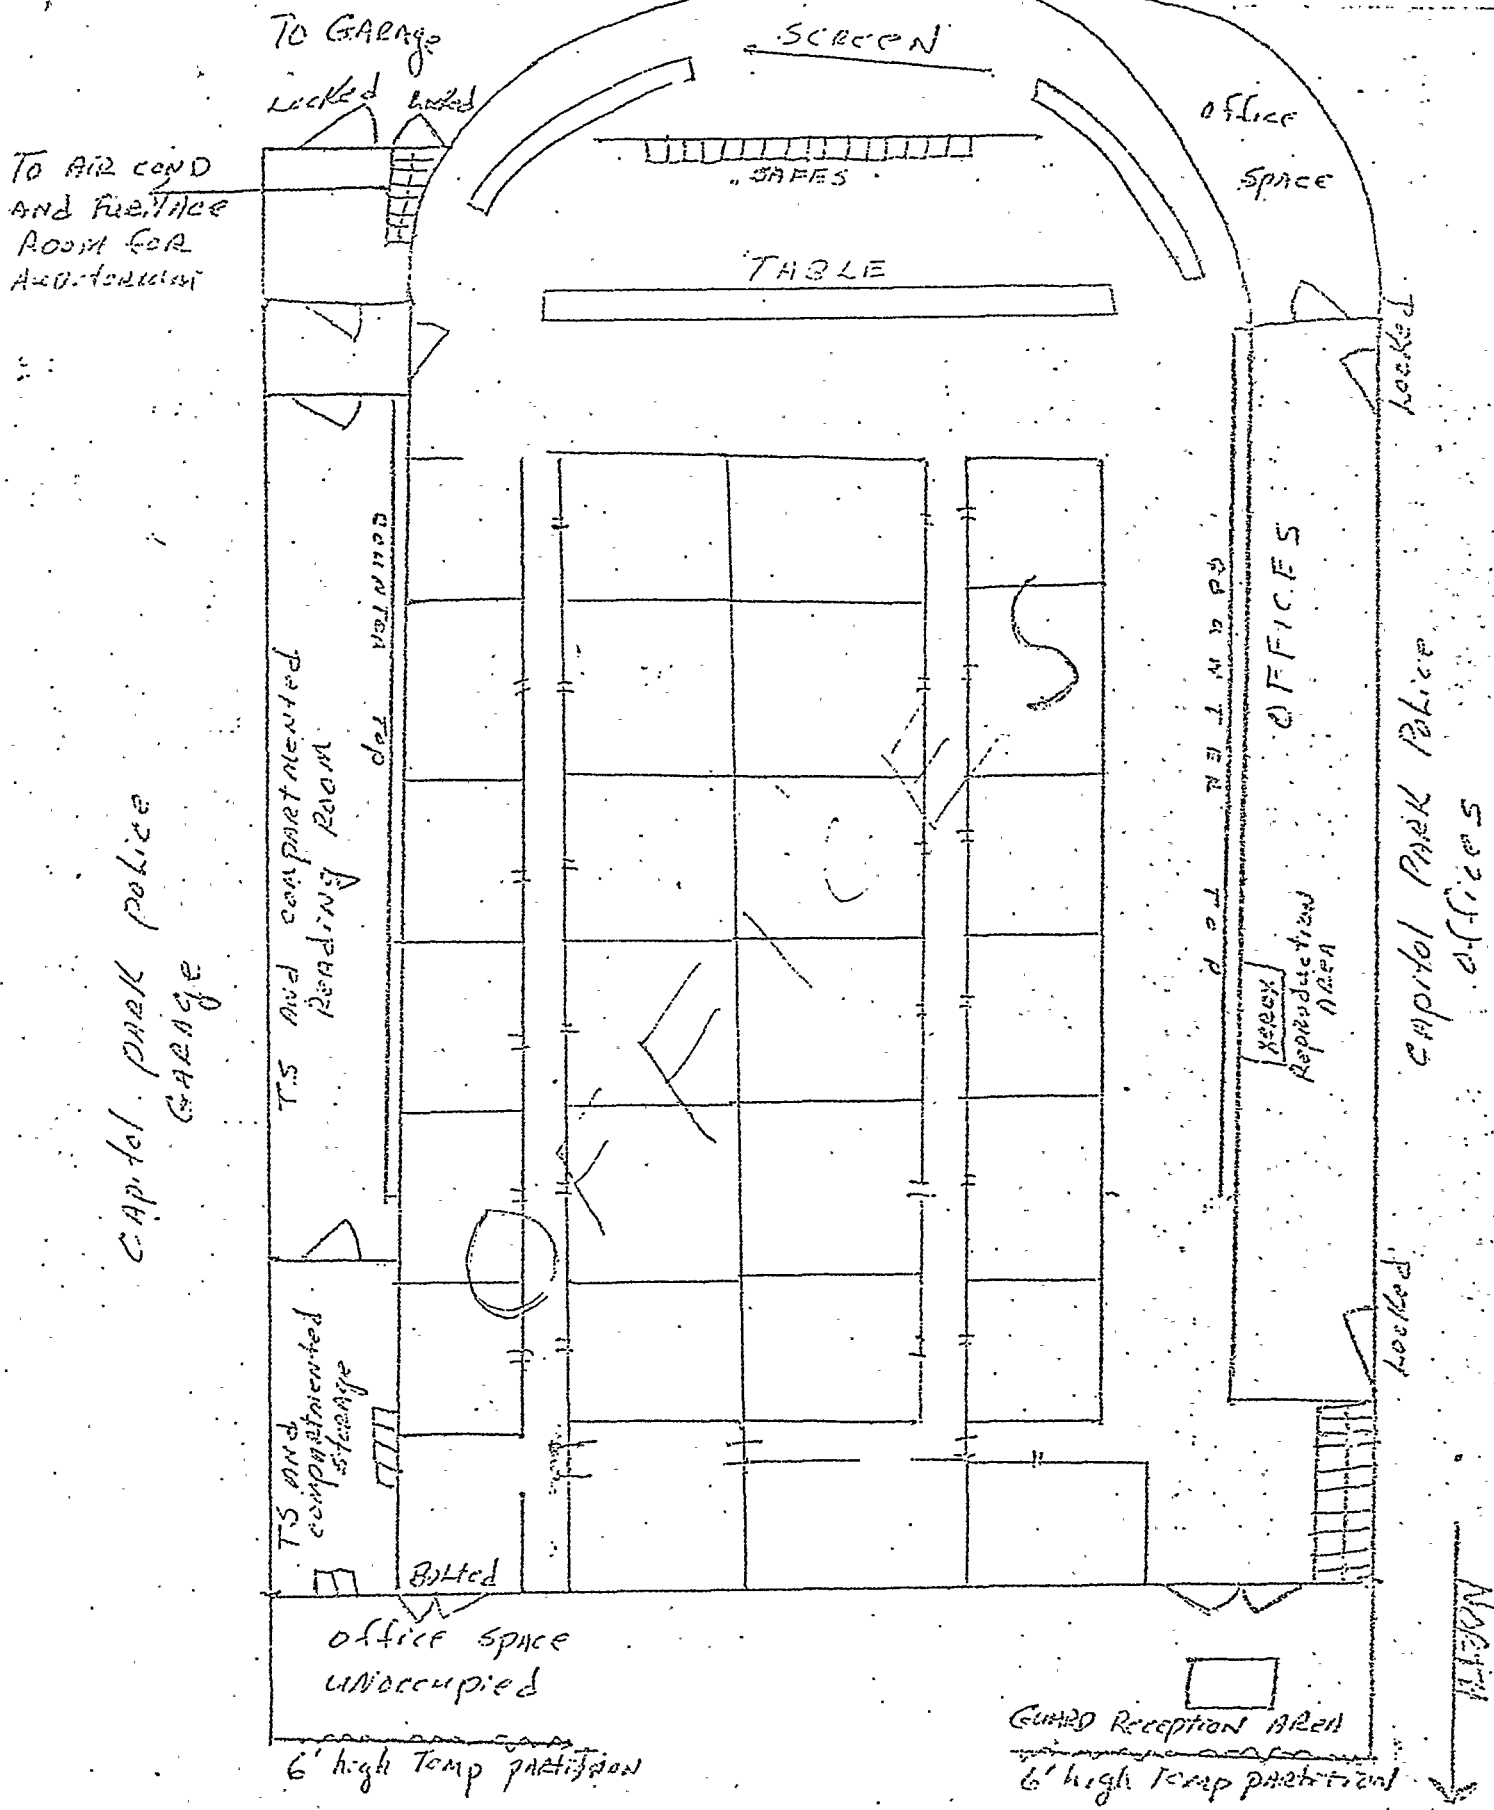 TO GARAge
SCREEN
Locked
Locked
office
SPACE
TO AIR COND
AND FURNACE
ROOM FOR
AUDITORIUM
SAFES
TABLE
Locked
COUNTER TOP
COUNTER TOP
OFFICES
T.S And compARTMENTed
ReAding Room
OFFICES
CApitol PARK police
GARAge
CApitol PARK Police
offices
XEROX
Reproduction
AREA
Locked
T.S AND
compARTMENTed
StorAge
Bolted
office SPACE
UNoccupied
GUARD Reception AREA
6' high Temp pARTition
6' high Temp pARTition
NORTH